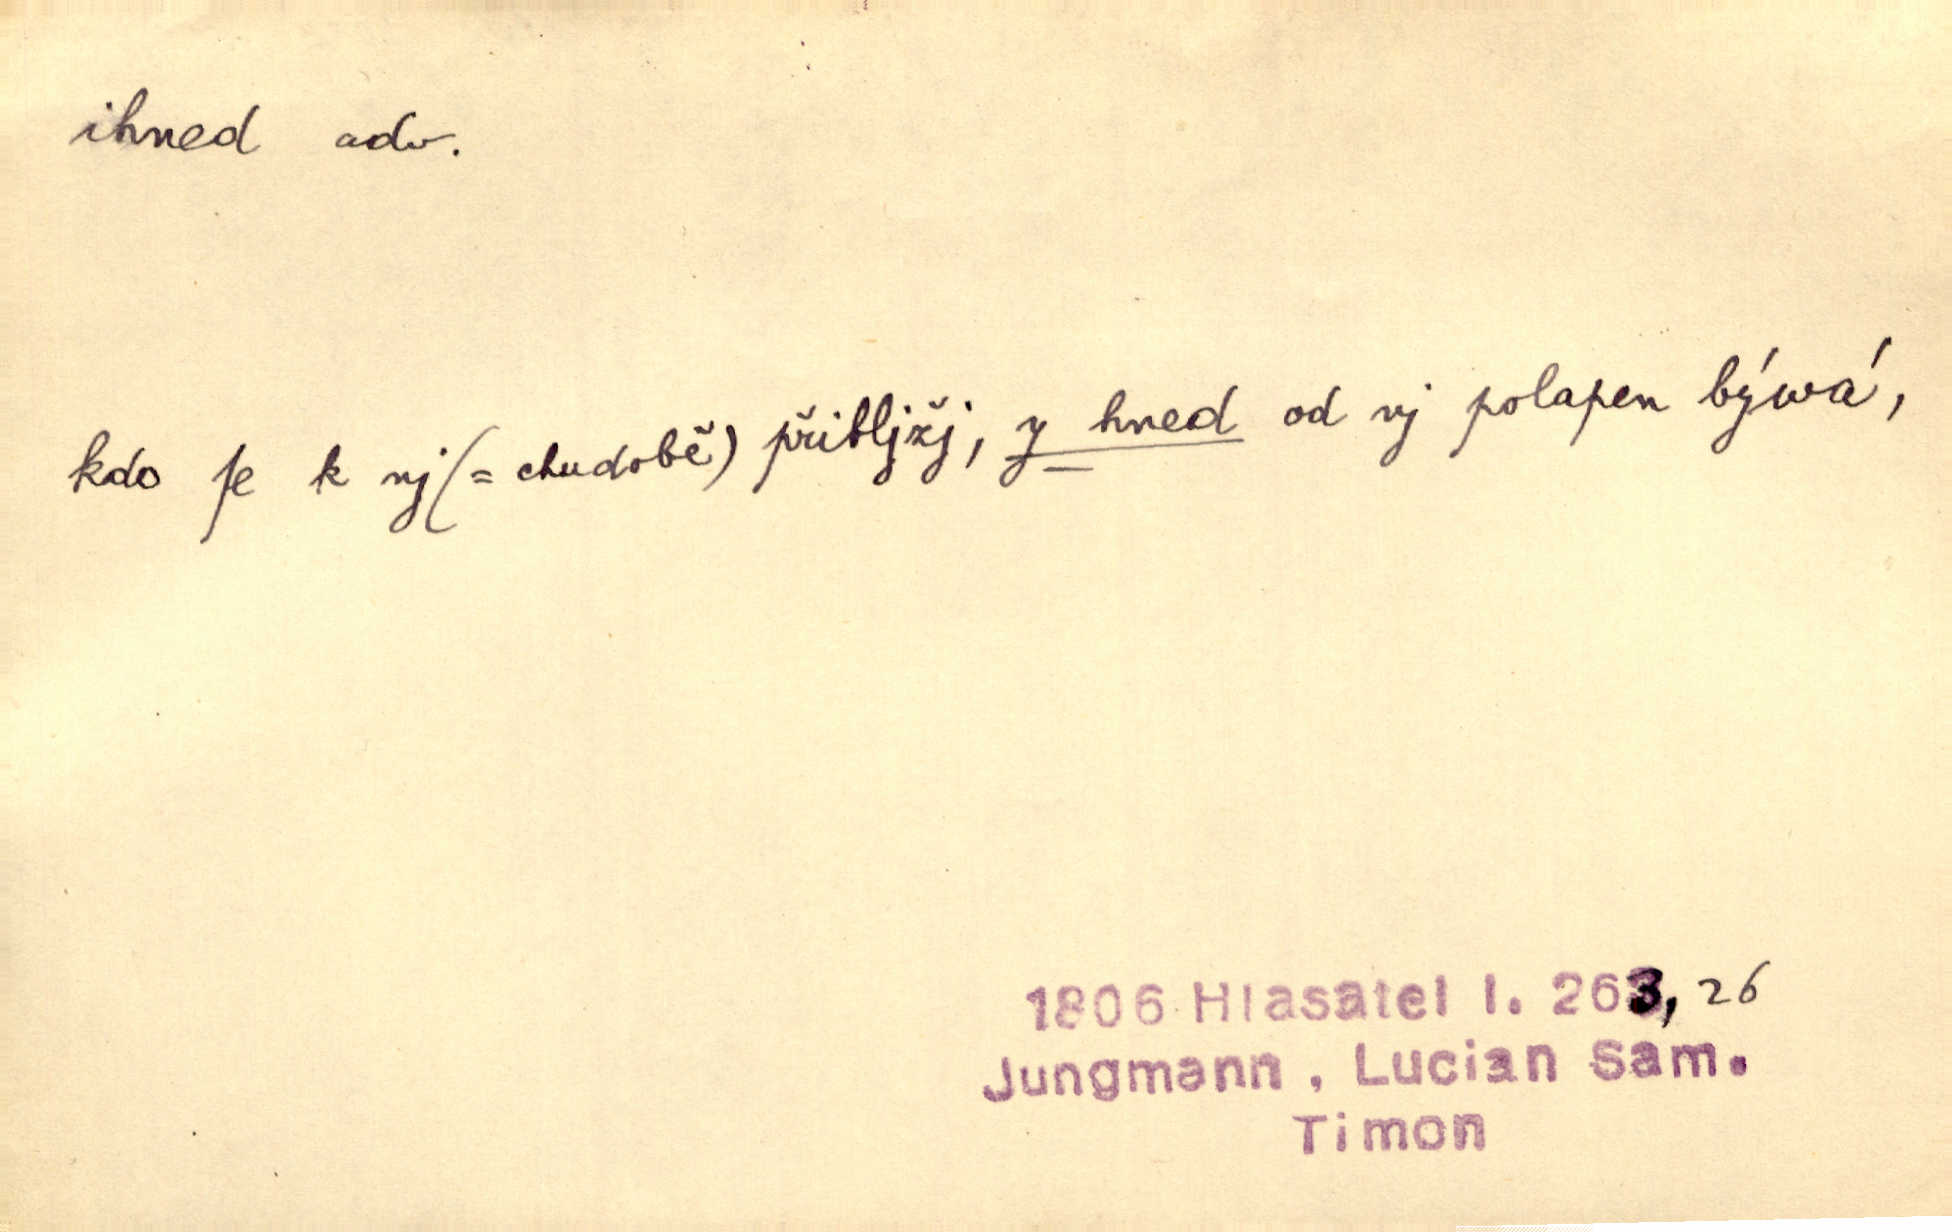 ihned adv.
kdo se k nj (= chudobě) přibljžj, y hned od nj polapen býwá,
1806 Hlasatel I. 263, 26
Jungmann, Lucian Sam.
Timon